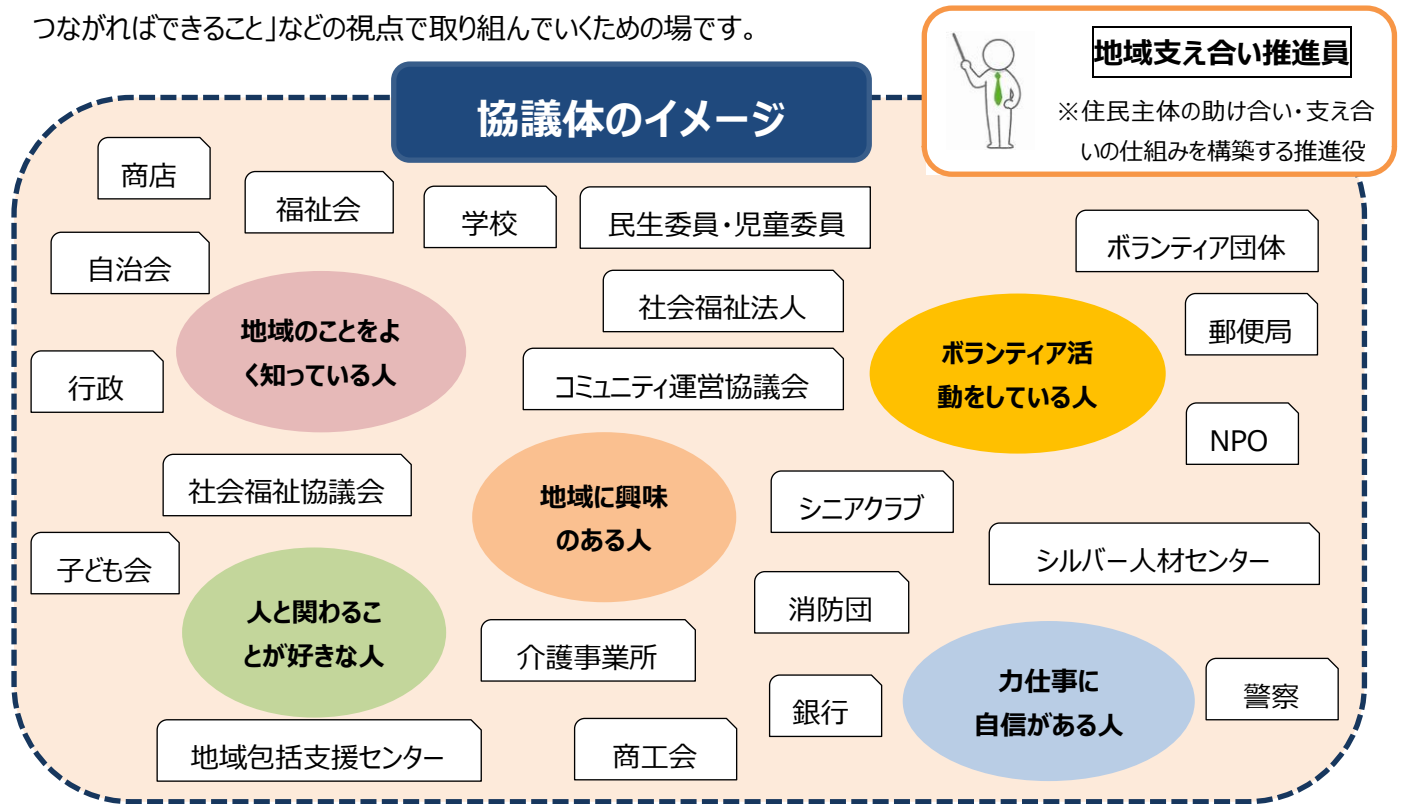 つながればできること」などの視点で取り組んでいくための場です。
地域支え合い推進員
※住民主体の助け合い・支え合
いの仕組みを構築する推進役
協議体のイメージ
商店
福祉会
学校
民生委員・児童委員
ボランティア団体
自治会
社会福祉法人
郵便局
地域のことをよ
く知っている人
ボランティア活
動をしている人
行政
コミュニティ運営協議会
NPO
社会福祉協議会
地域に興味
のある人
シニアクラブ
シルバー人材センター
子ども会
消防団
人と関わるこ
とが好きな人
介護事業所
力仕事に
自信がある人
警察
銀行
地域包括支援センター
商工会